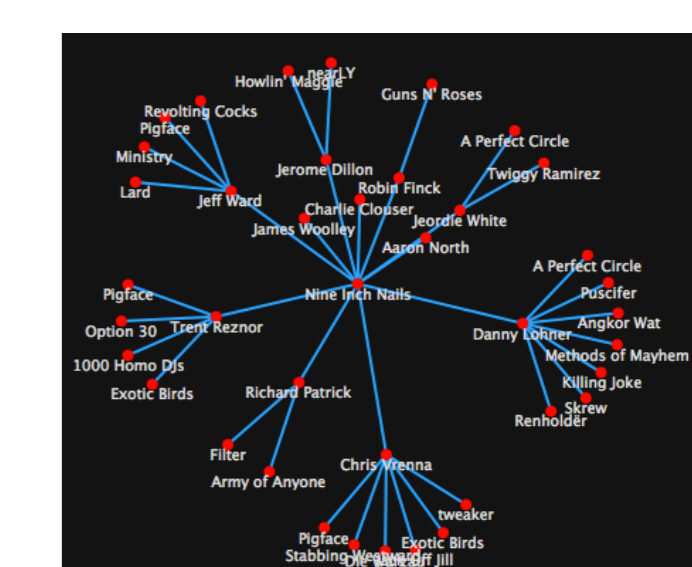 nearLY
Howlin' Maggie
Guns N' Roses
Revolting Cocks
Pigface
A Perfect Circle
Ministry
Jerome Dillon
Twiggy Ramirez
Robin Finck
Lard
Jeff Ward
Charlie Clouser
Jeordie White
James Woolley
Aaron North
A Perfect Circle
Pigface
Nine Inch Nails
Puscifer
Option 30
Trent Reznor
Angkor Wat
Danny Lohner
Methods of Mayhem
1000 Homo DJs
Killing Joke
Exotic Birds
Richard Patrick
Skrew
Renholdër
Filter
Chris Vrenna
Army of Anyone
tweaker
Pigface
Exotic Birds
Stabbing Westward
Jill